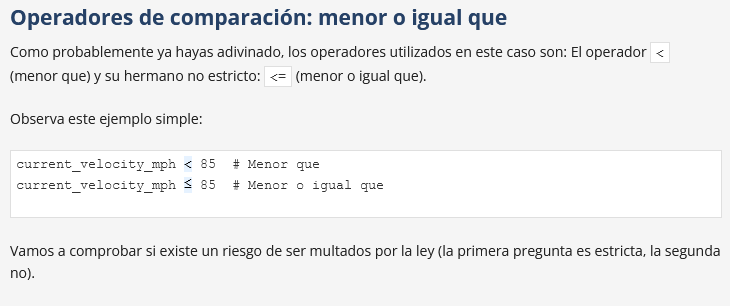 Operadores de comparación: menor o igual que
Como probablemente ya hayas adivinado, los operadores utilizados en este caso son: El operador <
(menor que) y su hermano no estricto: <= (menor o igual que).
Observa este ejemplo simple:
current_velocity_mph < 85  # Menor que
current_velocity_mph ≤ 85  # Menor o igual que
Vamos a comprobar si existe un riesgo de ser multados por la ley (la primera pregunta es estricta, la segunda
no).